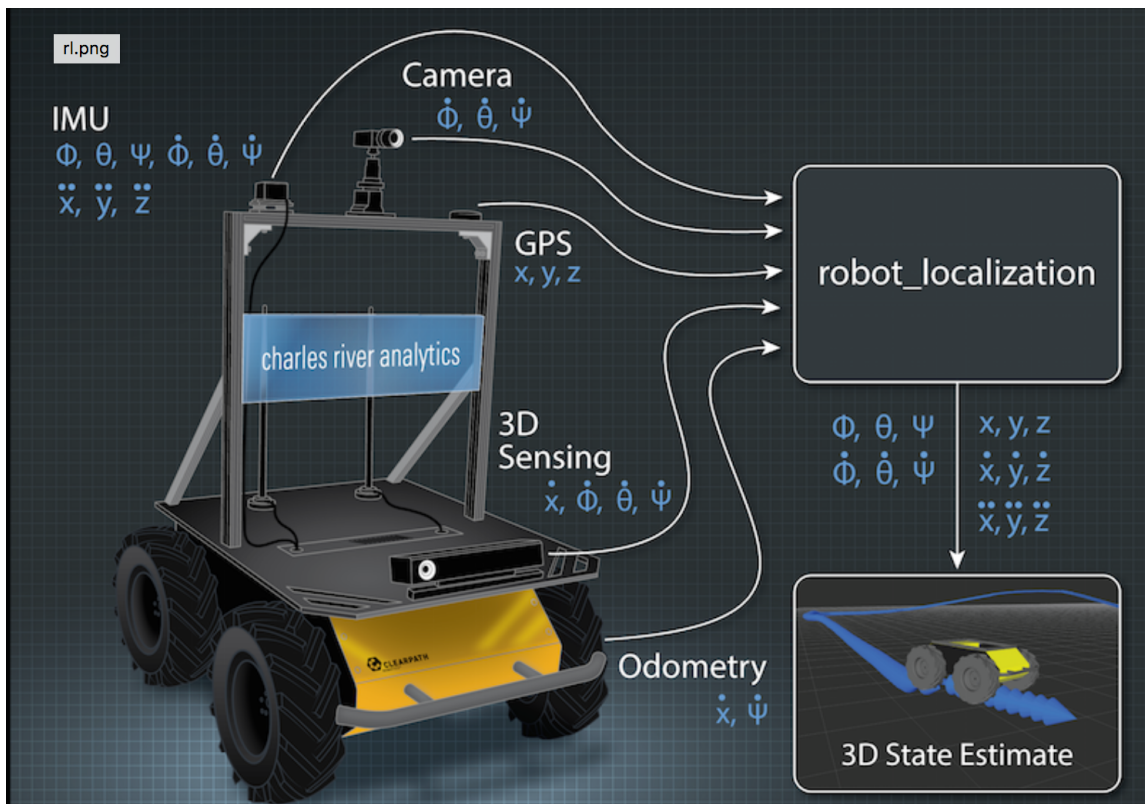 rl.png
Camera
Φ̇, θ̇, Ψ̇
IMU
Φ, θ, Ψ, Φ̇, θ̇, Ψ̇
ẍ, ÿ, z̈
GPS
x, y, z
robot_localization
charles river analytics
3D
Sensing
ẋ, Φ̇, θ̇, Ψ̇
Φ, θ, Ψ
Φ̇, θ̇, Ψ̇
x, y, z
ẋ, ẏ, ż
ẍ, ÿ, z̈
CLEARPATH
Odometry
ẋ, Ψ̇
3D State Estimate